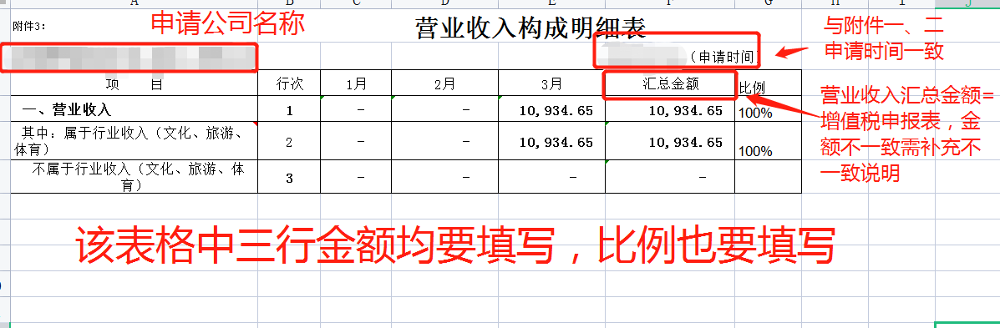 A B C D E F G H I J
附件3： 申请公司名称 营业收入构成明细表 与附件一、二
（申请时间） 申请时间一致
项 目 行次 1月 2月 3月 汇总金额 比例
一、营业收入 1 － － 10,934.65 10,934.65 100%
其中：属于行业收入（文化、旅游、
体育） 2 － － 10,934.65 10,934.65 100%
不属于行业收入（文化、旅游、体
育） 3 － － － －
营业收入汇总金额=
增值税申报表，金
额不一致需补充不
一致说明
该表格中三行金额均要填写，比例也要填写